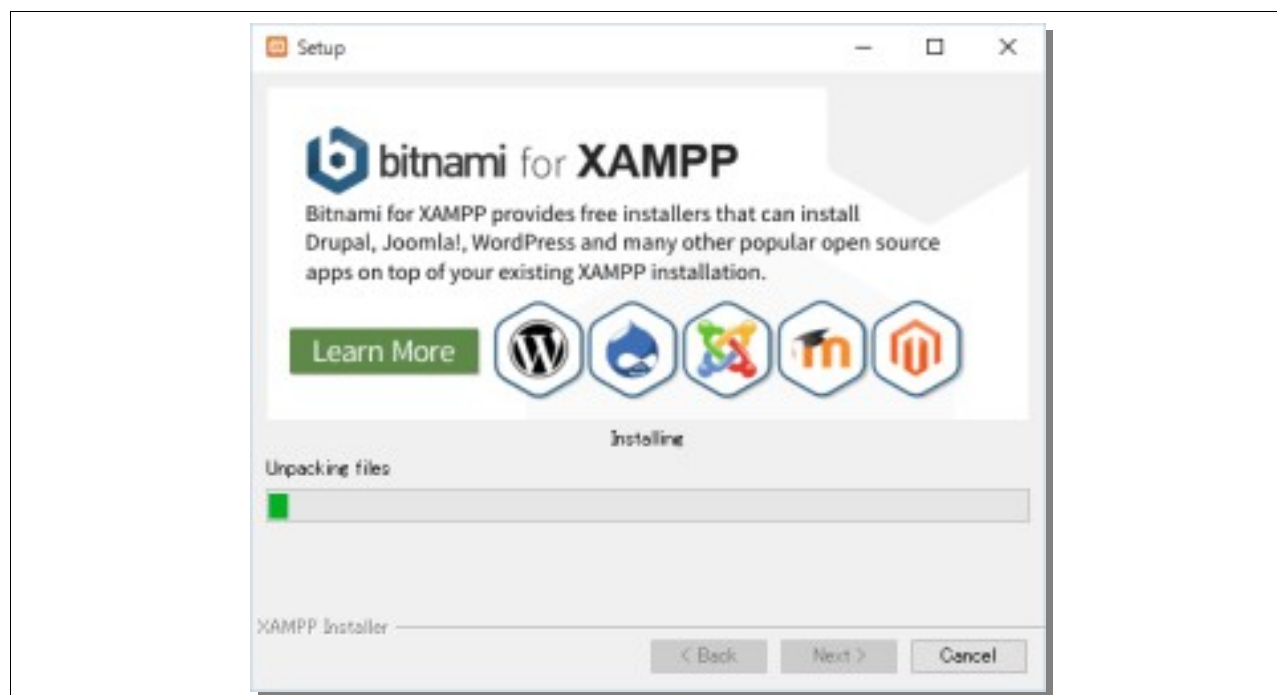 Setup
bitnami for XAMPP
Bitnami for XAMPP provides free installers that can install
Drupal, Joomla!, WordPress and many other popular open source
apps on top of your existing XAMPP installation.
Learn More
Installing
Unpacking files
XAMPP Installer
< Back Next > Cancel